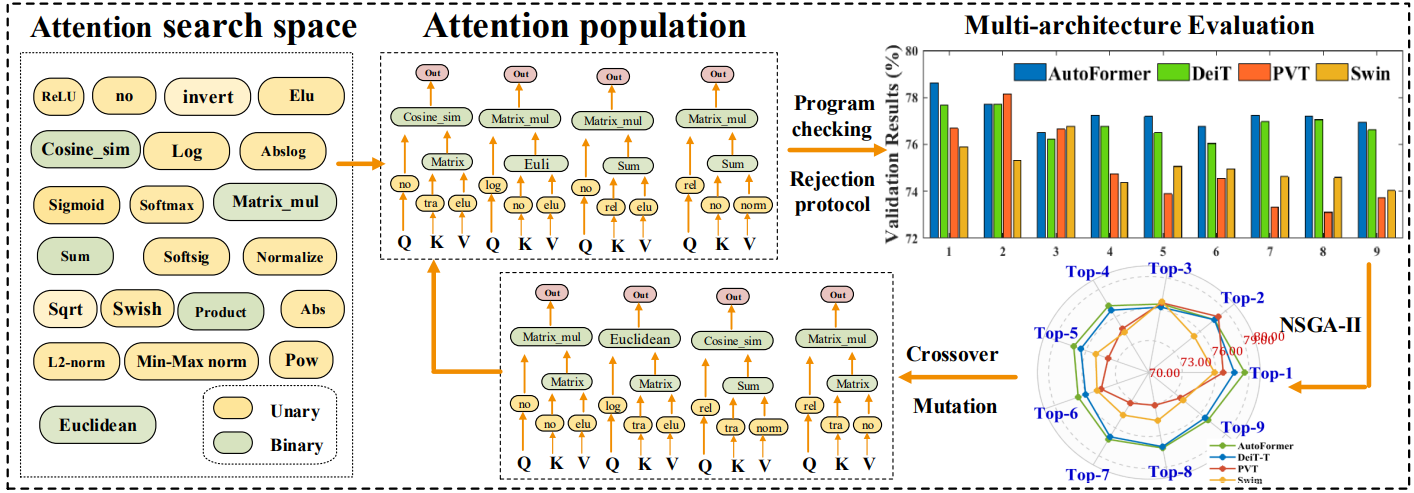 Attention search space
ReLU
no
invert
Elu
Cosine_sim
Log
Abslog
Sigmoid
Softmax
Matrix_mul
Sum
Softsig
Normalize
Sqrt
Swish
Product
Abs
L2-norm
Min-Max norm
Pow
Euclidean
Unary
Binary
Attention population
Out
Out
Out
Out
Cosine_sim
Matrix_mul
Matrix_mul
Matrix_mul
Matrix
Euli
Sum
Sum
no
tra
elu
log
no
elu
no
rel
elu
rel
no
norm
Q K V Q K V Q K V Q K V
Out
Out
Out
Out
Matrix_mul
Euclidean
Cosine_sim
Matrix_mul
Matrix
Matrix
Sum
Matrix
no
no
elu
log
tra
elu
rel
tra
norm
rel
tra
no
Q K V Q K V Q K V Q K V
Program
checking
Rejection
protocol
Multi-architecture Evaluation
Validation Results (%)
80
78
76
74
72
AutoFormer
DeiT
PVT
Swin
1 2 3 4 5 6 7 8 9
NSGA-II
Top-1
Top-2
Top-3
Top-4
Top-5
Top-6
Top-7
Top-8
Top-9
70.00
73.00
76.00
79.00
80.00
AutoFormer
DeiT-T
PVT
Swim
Crossover
Mutation